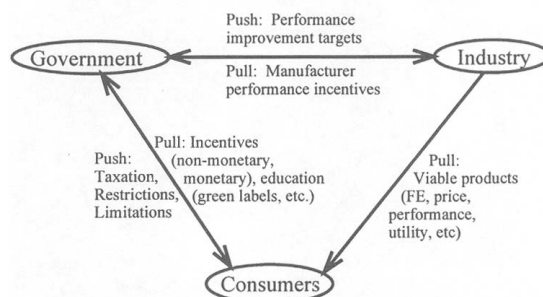 Push: Performance
improvement targets
Government
Industry
Pull: Manufacturer
performance incentives
Pull: Incentives
(non-monetary,
monetary), education
(green labels, etc.)
Push:
Taxation,
Restrictions,
Limitations
Pull:
Viable products
(FE, price,
performance,
utility, etc)
Consumers